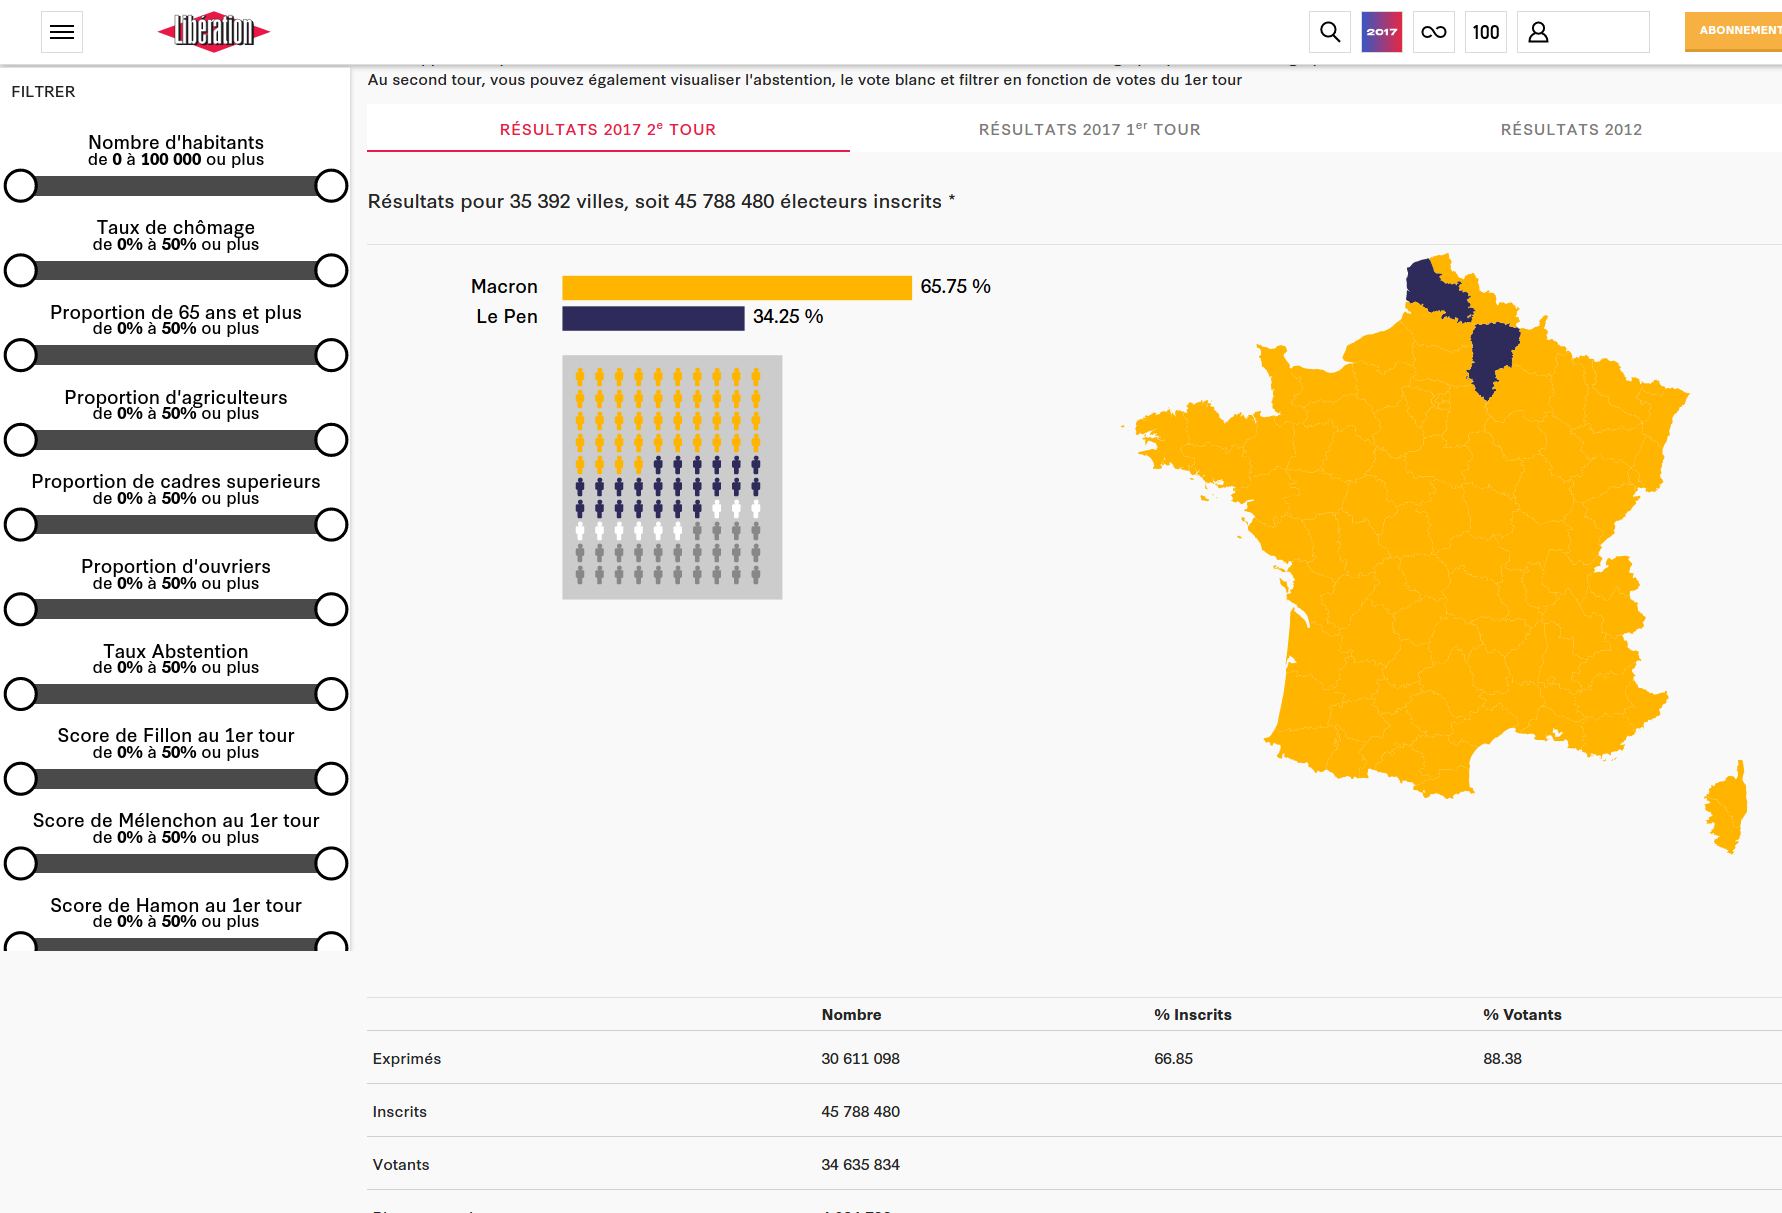 Libération
2017
100
ABONNEMENT
FILTRER
Nombre d'habitants
de 0 à 100 000 ou plus
Taux de chômage
de 0% à 50% ou plus
Proportion de 65 ans et plus
de 0% à 50% ou plus
Proportion d'agriculteurs
de 0% à 50% ou plus
Proportion de cadres superieurs
de 0% à 50% ou plus
Proportion d'ouvriers
de 0% à 50% ou plus
Taux Abstention
de 0% à 50% ou plus
Score de Fillon au 1er tour
de 0% à 50% ou plus
Score de Mélenchon au 1er tour
de 0% à 50% ou plus
Score de Hamon au 1er tour
de 0% à 50% ou plus
Au second tour, vous pouvez également visualiser l'abstention, le vote blanc et filtrer en fonction de votes du 1er tour
RÉSULTATS 2017 2e TOUR
RÉSULTATS 2017 1er TOUR
RÉSULTATS 2012
Résultats pour 35 392 villes, soit 45 788 480 électeurs inscrits *
Macron 65.75 %
Le Pen 34.25 %
Nombre % Inscrits % Votants
Exprimés 30 611 098 66.85 88.38
Inscrits 45 788 480
Votants 34 635 834